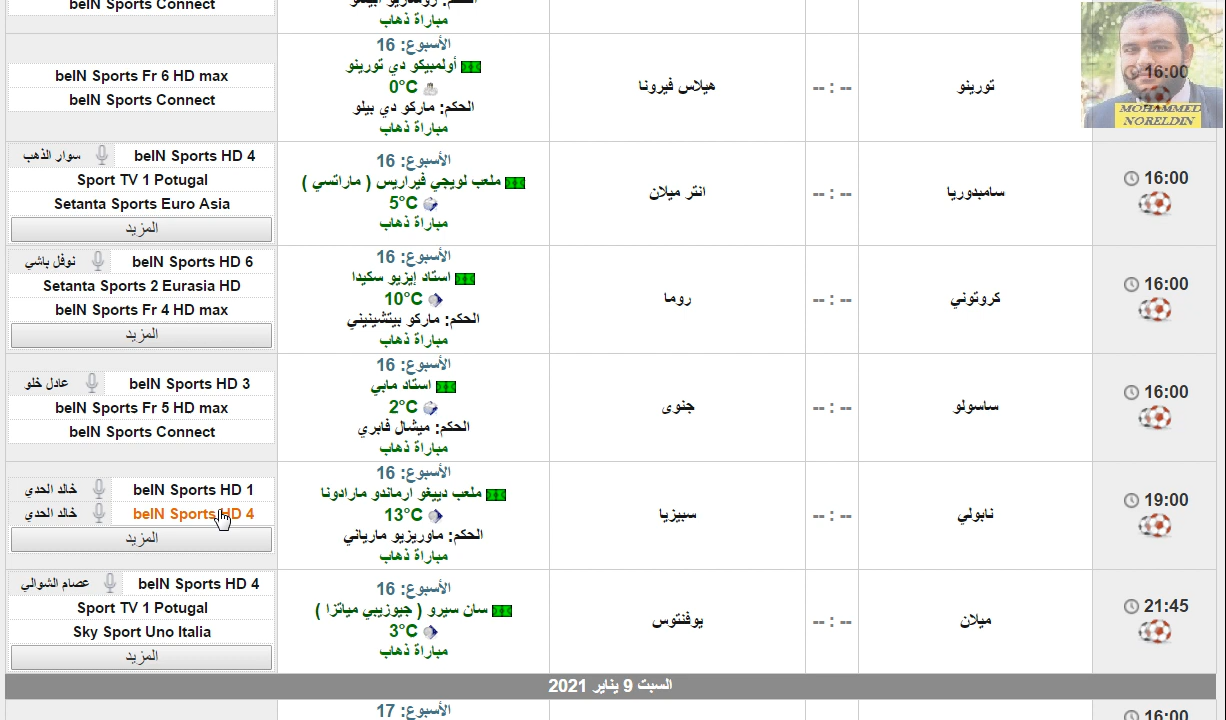 beIN Sports Connect
مباراة ذهاب
16:00
MOHAMMED
NORELDIN
تورينو
-- : --
هيلاس فيرونا
الأسبوع: 16
أولمبيكو دي تورينو
0°C
الحكم: ماركو دي بيلو
مباراة ذهاب
beIN Sports Fr 6 HD max
beIN Sports Connect
16:00
سامبدوريا
-- : --
انتر ميلان
الأسبوع: 16
ملعب لويجي فيراريس ( ماراتسي )
5°C
مباراة ذهاب
beIN Sports HD 4 سوار الذهب
Sport TV 1 Potugal
Setanta Sports Euro Asia
المزيد
16:00
كروتوني
-- : --
روما
الأسبوع: 16
استاد إيزيو سكيدا
10°C
الحكم: ماركو بيتشينيني
مباراة ذهاب
beIN Sports HD 6 نوفل باشي
Setanta Sports 2 Eurasia HD
beIN Sports Fr 4 HD max
المزيد
16:00
ساسولو
-- : --
جنوى
الأسبوع: 16
استاد مابي
2°C
الحكم: ميشال فابري
مباراة ذهاب
beIN Sports HD 3 عادل خلو
beIN Sports Fr 5 HD max
beIN Sports Connect
19:00
نابولي
-- : --
سبيزيا
الأسبوع: 16
ملعب دييغو ارماندو مارادونا
13°C
الحكم: ماوريزيو مارياني
مباراة ذهاب
beIN Sports HD 1 خالد الحدي
beIN Sports HD 4 خالد الحدي
المزيد
21:45
ميلان
-- : --
يوفنتوس
الأسبوع: 16
سان سيرو ( جيوزيبي مياتزا )
3°C
مباراة ذهاب
beIN Sports HD 4 عصام الشوالي
Sport TV 1 Potugal
Sky Sport Uno Italia
المزيد
السبت 9 يناير 2021
16:00
الأسبوع: 17